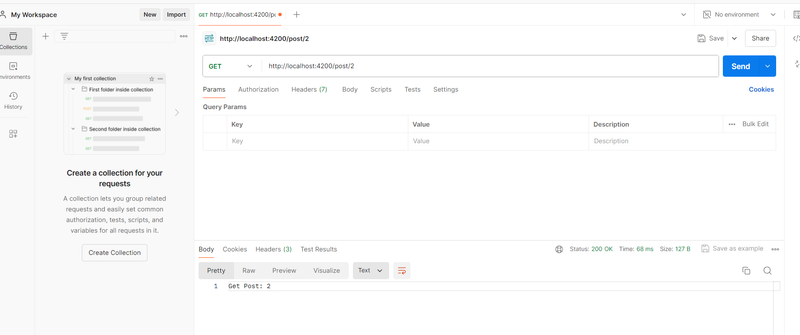 My Workspace
New
Import
GET http://localhost:4200/po
No environment
Collections
nvironments
History
My first collection
First folder inside collection
Second folder inside collection
Create a collection for your
requests
A collection lets you group related
requests and easily set common
authorization, tests, scripts, and
variables for all requests in it.
Create Collection
http://localhost:4200/post/2
Save
Share
GET
http://localhost:4200/post/2
Send
Params
Authorization
Headers (7)
Body
Scripts
Tests
Settings
Cookies
Query Params
Key
Value
Description
Bulk Edit
Key
Value
Description
Body
Cookies
Headers (3)
Test Results
Status: 200 OK
Time: 68 ms
Size: 127 B
Save as example
Pretty
Raw
Preview
Visualize
Text
1
Get Post: 2